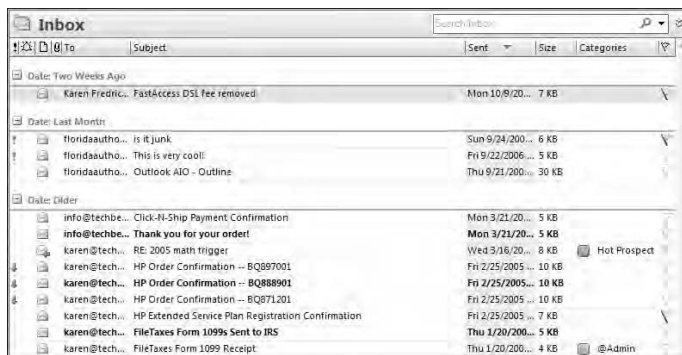 Inbox Search Inbox
! To Subject Sent Size Categories
Date: Two Weeks Ago
Karen Fredric... FastAccess DSL fee removed Mon 10/9/20... 7 KB
Date: Last Month
floridaautho... is it junk Sun 9/24/200... 6 KB
floridaautho... This is very cool! Fri 9/22/2006 ... 5 KB
floridaautho... Outlook AIO - Outline Thu 9/21/200... 30 KB
Date: Older
info@techbe... Click-N-Ship Payment Confirmation Mon 3/21/20... 5 KB
info@techbe... Thank you for your order! Mon 3/21/20... 5 KB
karen@tech... RE: 2005 math trigger Wed 3/16/20... 8 KB Hot Prospect
karen@tech... HP Order Confirmation -- BQ897001 Fri 2/25/2005 ... 10 KB
karen@tech... HP Order Confirmation -- BQ888901 Fri 2/25/2005... 10 KB
karen@tech... HP Order Confirmation -- BQ871201 Fri 2/25/2005 ... 10 KB
karen@tech... HP Extended Service Plan Registration Confirmation Fri 2/25/2005 ... 7 KB
karen@tech... FileTaxes Form 1099s Sent to IRS Thu 1/20/200... 5 KB
karen@tech... FileTaxes Form 1099 Receipt Thu 1/20/200... 4 KB @Admin